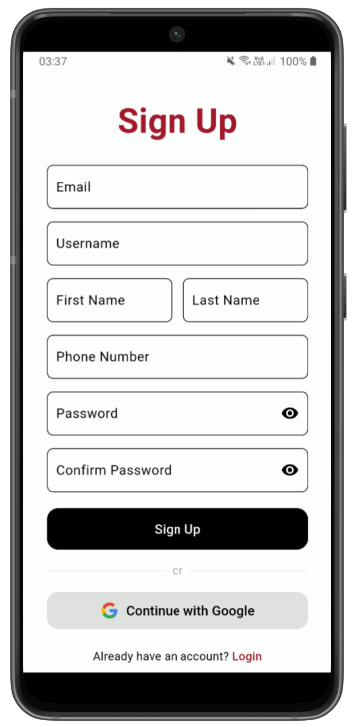 03:37 Vo) LTE1 100%
Sign Up
Email
Username
First Name Last Name
Phone Number
Password
Confirm Password
Sign Up
or
Continue with Google
Already have an account? Login